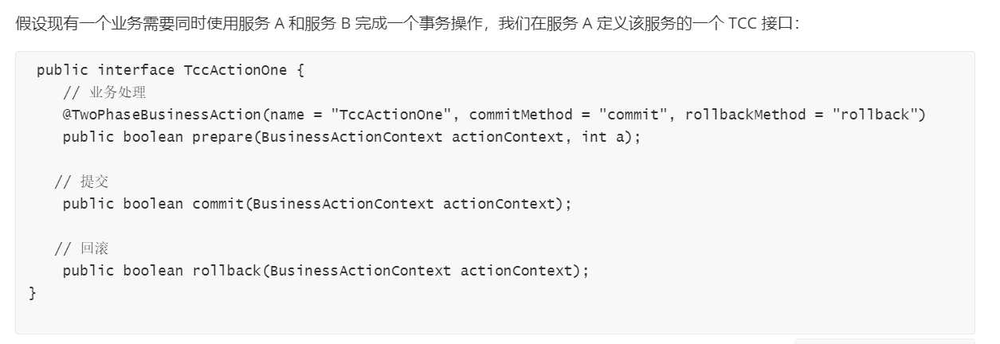 假设现有一个业务需要同时使用服务 A 和服务 B 完成一个事务操作，我们在服务 A 定义该服务的一个 TCC 接口：
public interface TccActionOne {
// 业务处理
@TwoPhaseBusinessAction(name = "TccActionOne", commitMethod = "commit", rollbackMethod = "rollback")
public boolean prepare(BusinessActionContext actionContext, int a);
// 提交
public boolean commit(BusinessActionContext actionContext);
// 回滚
public boolean rollback(BusinessActionContext actionContext);
}